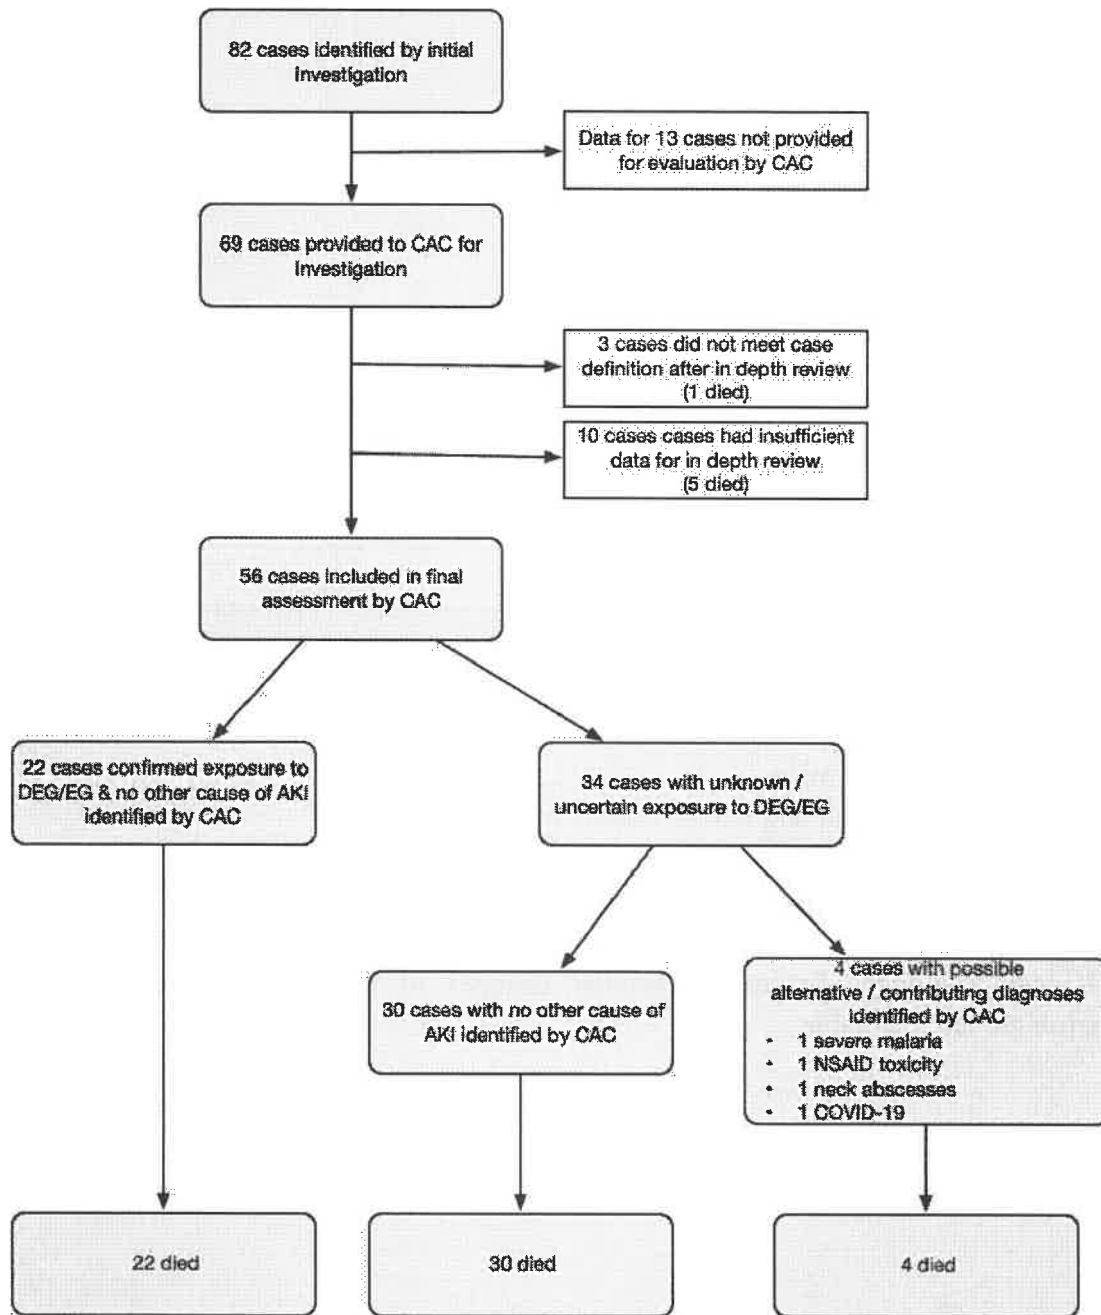 82 cases identified by initial
Investigation
Data for 13 cases not provided
for evaluation by CAC
69 cases provided to CAC for
Investigation
3 cases did not meet case
definition after in depth review
(1 died)
10 cases cases had insufficient
data for in depth review
(5 died)
56 cases included in final
assessment by CAC
22 cases confirmed exposure to
DEG/EG & no other cause of AKI
identified by CAC
34 cases with unknown /
uncertain exposure to DEG/EG
30 cases with no other cause of
AKI identified by CAC
4 cases with possible
alternative / contributing diagnoses
identified by CAC
• 1 severe malaria
• 1 NSAID toxicity
• 1 neck abscesses
• 1 COVID-19
22 died
30 died
4 died